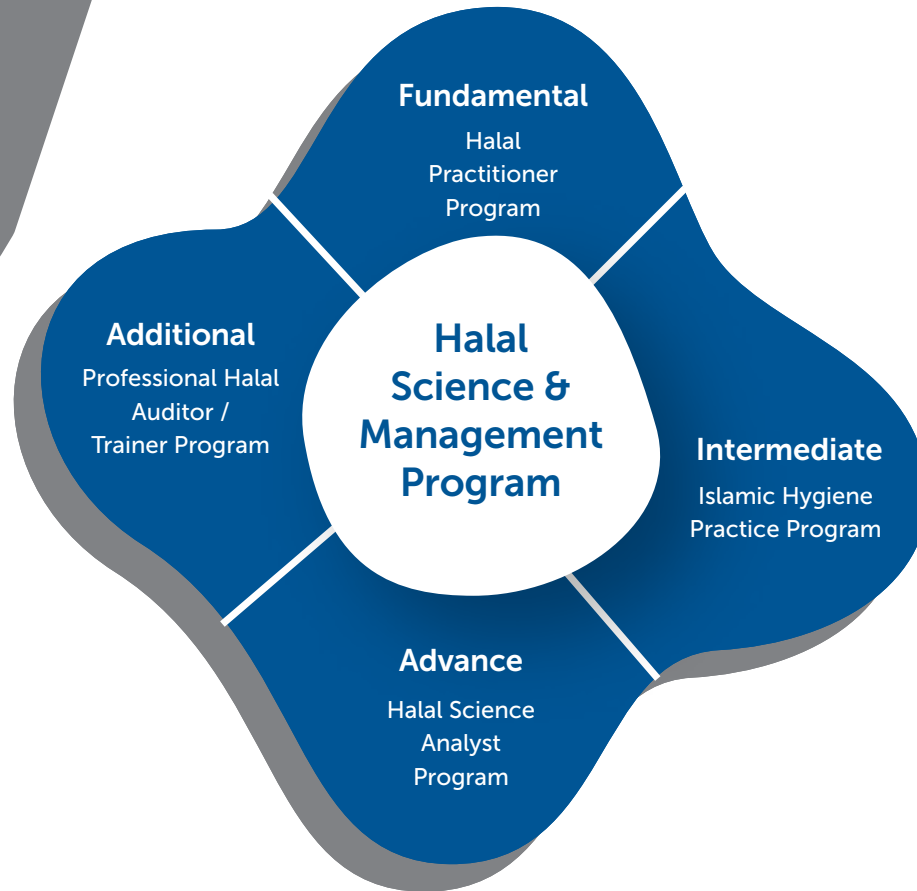 Fundamental
Halal
Practitioner
Program
Halal
Science &
Management
Program
Additional
Professional Halal
Auditor /
Trainer Program
Intermediate
Islamic Hygiene
Practice Program
Advance
Halal Science
Analyst
Program